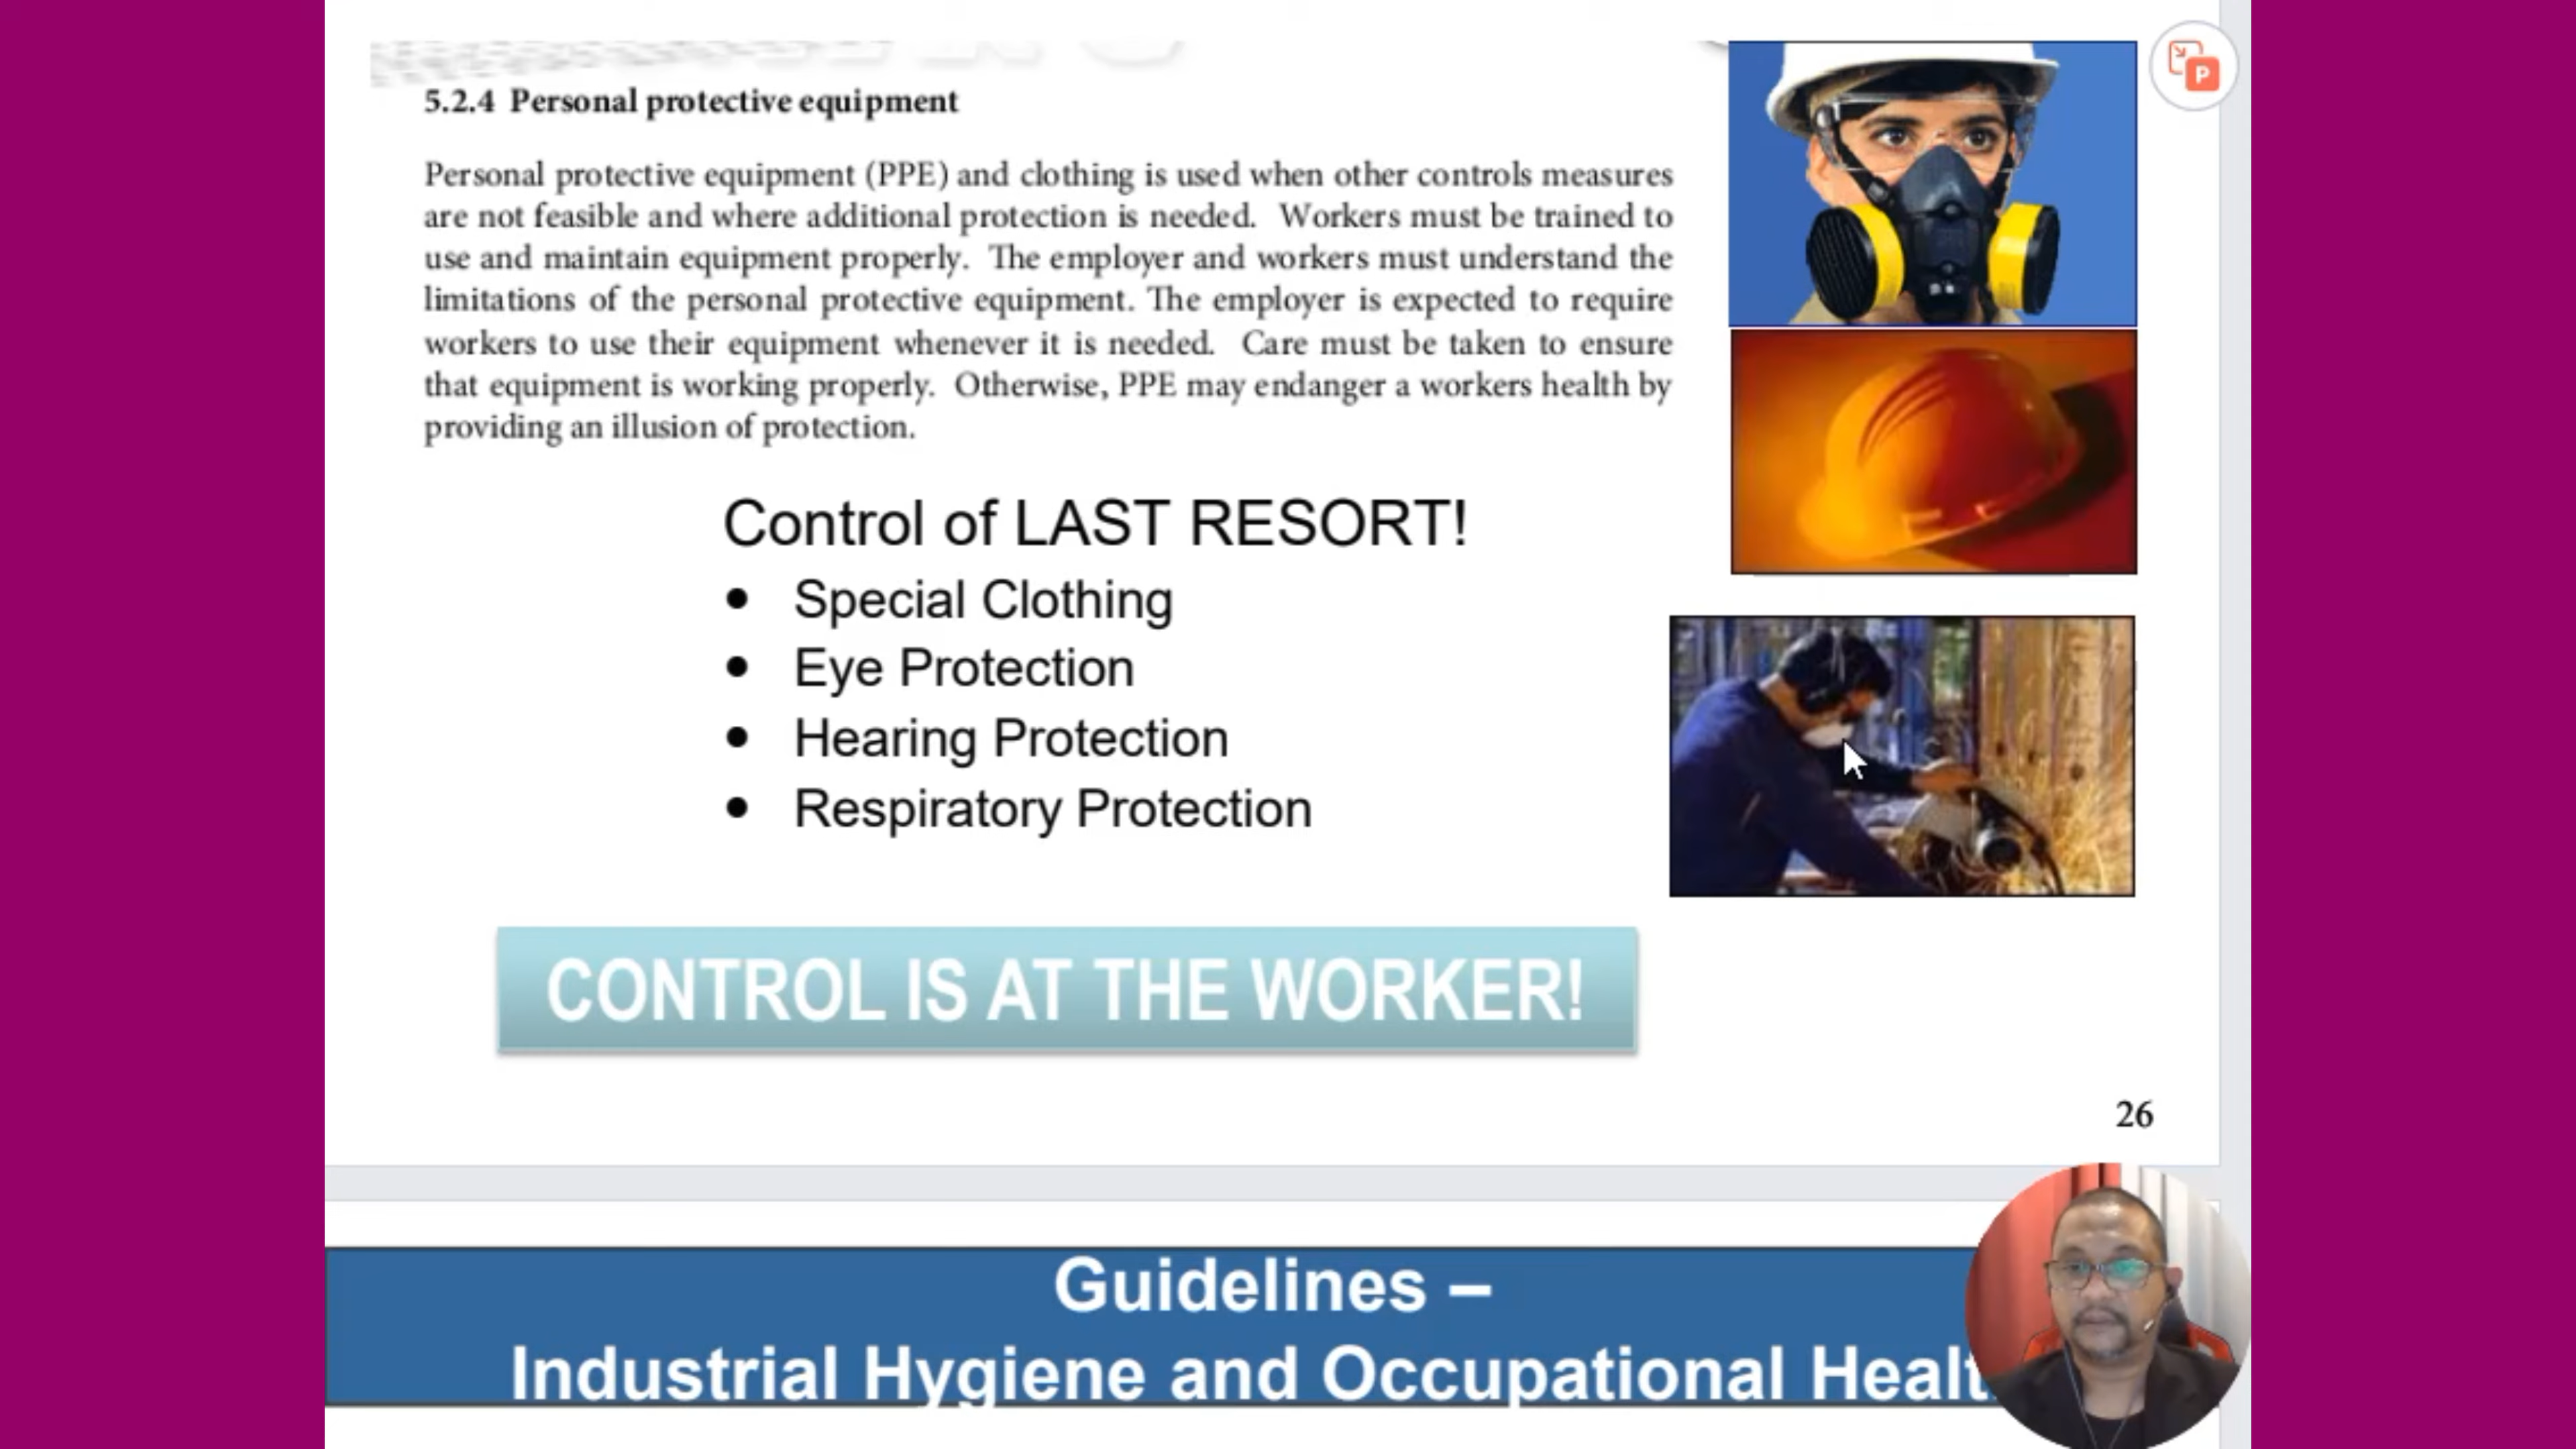 5.2.4 Personal protective equipment
Personal protective equipment (PPE) and clothing is used when other controls measures
are not feasible and where additional protection is needed. Workers must be trained to
use and maintain equipment properly. The employer and workers must understand the
limitations of the personal protective equipment. The employer is expected to require
workers to use their equipment whenever it is needed. Care must be taken to ensure
that equipment is working properly. Otherwise, PPE may endanger a workers health by
providing an illusion of protection.
Control of LAST RESORT!
• Special Clothing
• Eye Protection
• Hearing Protection
• Respiratory Protection
CONTROL IS AT THE WORKER!
26
Guidelines –
Industrial Hygiene and Occupational Healt
P